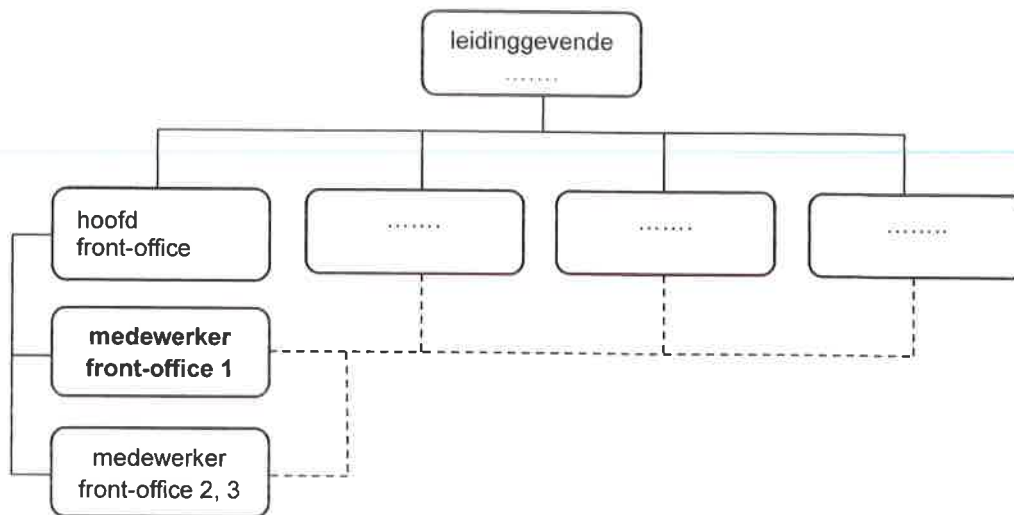 leidinggevende
.......
hoofd
front-office
.......
.......
........
medewerker
front-office 1
medewerker
front-office 2, 3